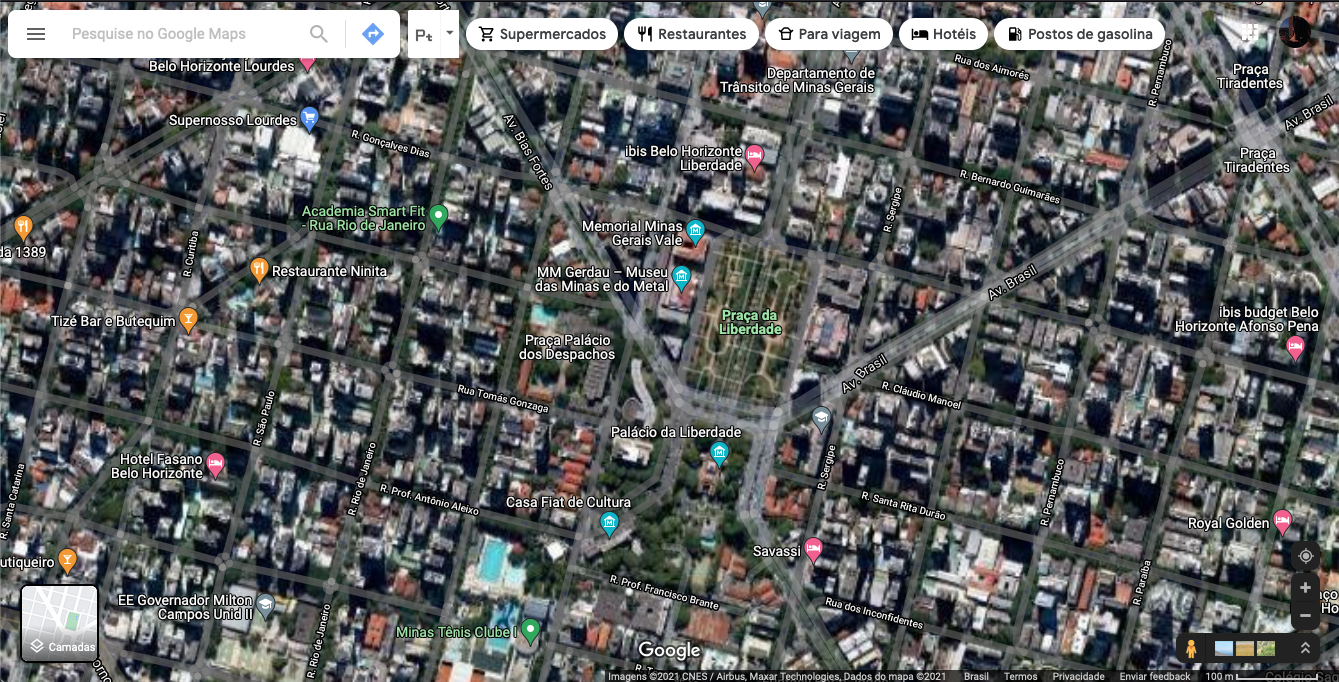 Pesquise no Google Maps
Supermercados
Restaurantes
Para viagem
Hotéis
Postos de gasolina
Belo Horizonte Lourdes
Departamento de
Trânsito de Minas Gerais
Rua dos Aimorés
R. Pernambuco
Praça
Tiradentes
Av. Brasil
Supernosso Lourdes
R. Gonçalves Dias
Av. Bias Fortes
ibis Belo Horizonte
Liberdade
Praça
Tiradentes
R. Bernardo Guimarães
R. Sergipe
Academia Smart Fit
- Rua Rio de Janeiro
Memorial Minas
Gerais Vale
da 1389
R. Curitiba
Restaurante Ninita
MM Gerdau – Museu
das Minas e do Metal
Av. Brasil
Tizé Bar e Butequim
Praça da
Liberdade
ibis budget Belo
Horizonte Afonso Pena
Praça Palácio
dos Despachos
Av. Brasil
Rua Tomás Gonzaga
R. Cláudio Manoel
R. São Paulo
Palácio da Liberdade
Hotel Fasano
Belo Horizonte
R. Rio de Janeiro
R. Sergipe
R. Santa Catarina
R. Prof. Antônio Aleixo
Casa Fiat de Cultura
R. Santa Rita Durão
R. Pernambuco
Royal Golden
Savassi
utiqueiro
R. Prof. Francisco Brante
R. Paraíba
EE Governador Milton
Campos Unid II
Rua dos Inconfidentes
Minas Tênis Clube I
R. Rio de Janeiro
Camadas
Google
Imagens ©2021 CNES / Airbus, Maxar Technologies, Dados do mapa ©2021
Brasil
Termos
Privacidade
Enviar feedback
100 m